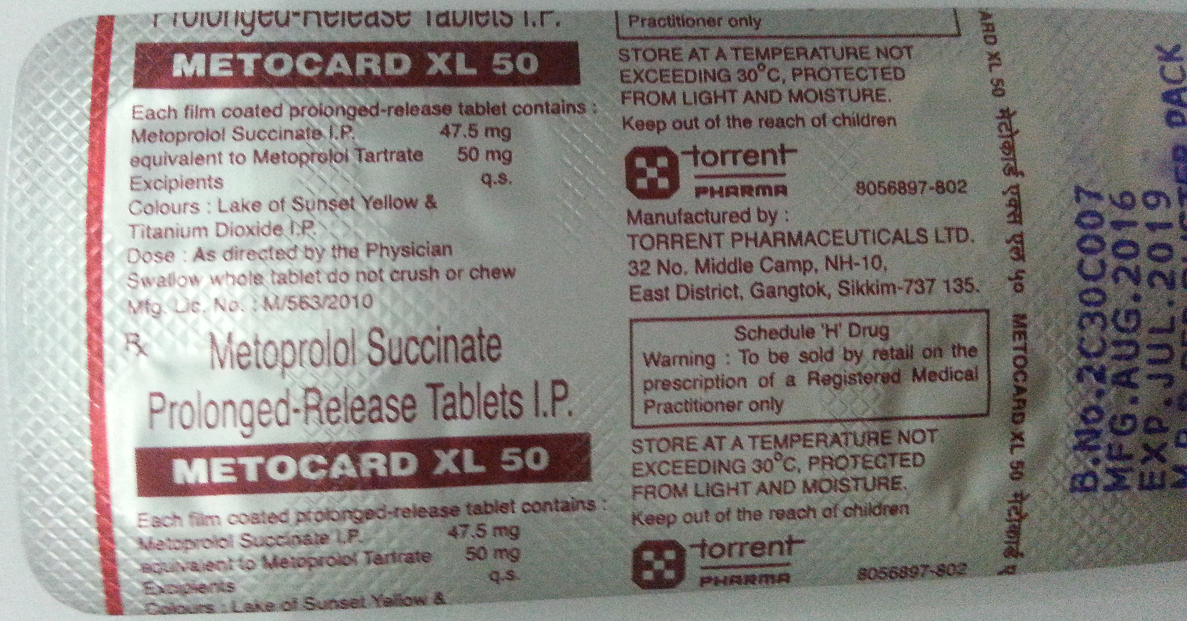 Prolonged-Release Tablets I.P.
METOCARD XL 50
Each film coated prolonged-release tablet contains :
Metoprolol Succinate I.P. 47.5 mg
equivalent to Metoprolol Tartrate 50 mg
Excipients q.s.
Colours : Lake of Sunset Yellow &
Titanium Dioxide I.P.
Dose : As directed by the Physician
Swallow whole tablet do not crush or chew
Mfg. Lic. No. : M/563/2010
Rx Metoprolol Succinate
Prolonged-Release Tablets I.P.
METOCARD XL 50
Each film coated prolonged-release tablet contains :
Metoprolol Succinate I.P. 47.5 mg
equivalent to Metoprolol Tartrate 50 mg
Excipients q.s.
Colours : Lake of Sunset Yellow &
Practitioner only
STORE AT A TEMPERATURE NOT
EXCEEDING 30°C, PROTECTED
FROM LIGHT AND MOISTURE.
Keep out of the reach of children
torrent
PHARMA 8056897-802
Manufactured by :
TORRENT PHARMACEUTICALS LTD.
32 No. Middle Camp, NH-10,
East District, Gangtok, Sikkim-737 135.
Schedule 'H' Drug
Warning : To be sold by retail on the
prescription of a Registered Medical
Practitioner only
STORE AT A TEMPERATURE NOT
EXCEEDING 30°C, PROTECTED
FROM LIGHT AND MOISTURE.
Keep out of the reach of children
torrent
PHARMA 8056897-802
ARD XL 50 मेटोकार्ड एक्स एल ५० METOCARD XL 50 मेटोकार्ड ए
B.No.2C30C007
MFG.AUG.2016
EXP.JUL.2019
PACK